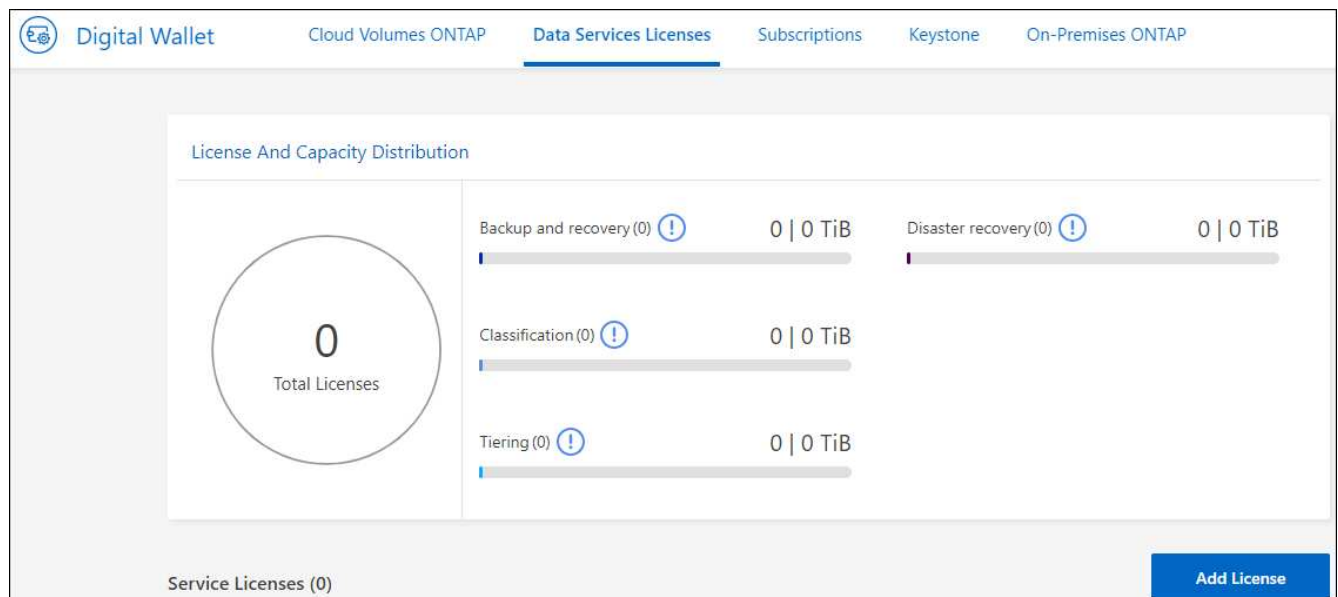 Digital Wallet Cloud Volumes ONTAP Data Services Licenses Subscriptions Keystone On-Premises ONTAP
License And Capacity Distribution
Backup and recovery (0) 0 | 0 TiB Disaster recovery (0) 0 | 0 TiB
0
Total Licenses
Classification (0) 0 | 0 TiB
Tiering (0) 0 | 0 TiB
Service Licenses (0) Add License